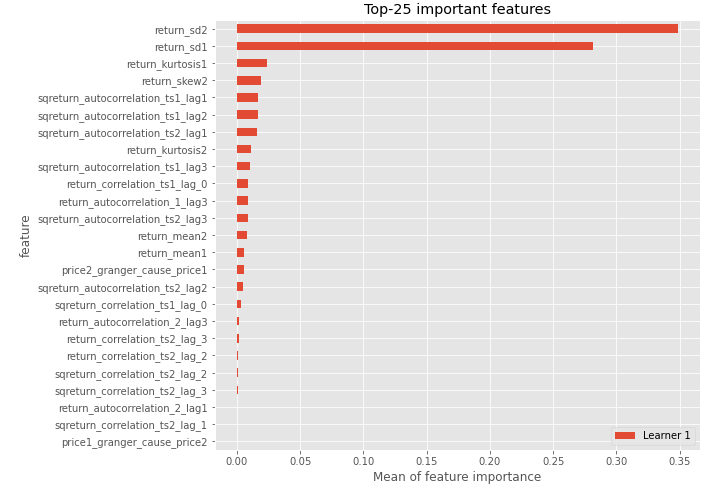 Top-25 important features
return_sd2
return_sd1
return_kurtosis1
return_skew2
sqreturn_autocorrelation_ts1_lag1
sqreturn_autocorrelation_ts1_lag2
sqreturn_autocorrelation_ts2_lag1
return_kurtosis2
sqreturn_autocorrelation_ts1_lag3
return_correlation_ts1_lag_0
return_autocorrelation_1_lag3
sqreturn_autocorrelation_ts2_lag3
return_mean2
return_mean1
price2_granger_cause_price1
sqreturn_autocorrelation_ts2_lag2
sqreturn_correlation_ts1_lag_0
return_autocorrelation_2_lag3
return_correlation_ts2_lag_3
return_correlation_ts2_lag_2
sqreturn_correlation_ts2_lag_2
sqreturn_correlation_ts2_lag_3
return_autocorrelation_2_lag1
sqreturn_correlation_ts2_lag_1
price1_granger_cause_price2
feature
Learner 1
0.00 0.05 0.10 0.15 0.20 0.25 0.30 0.35
Mean of feature importance